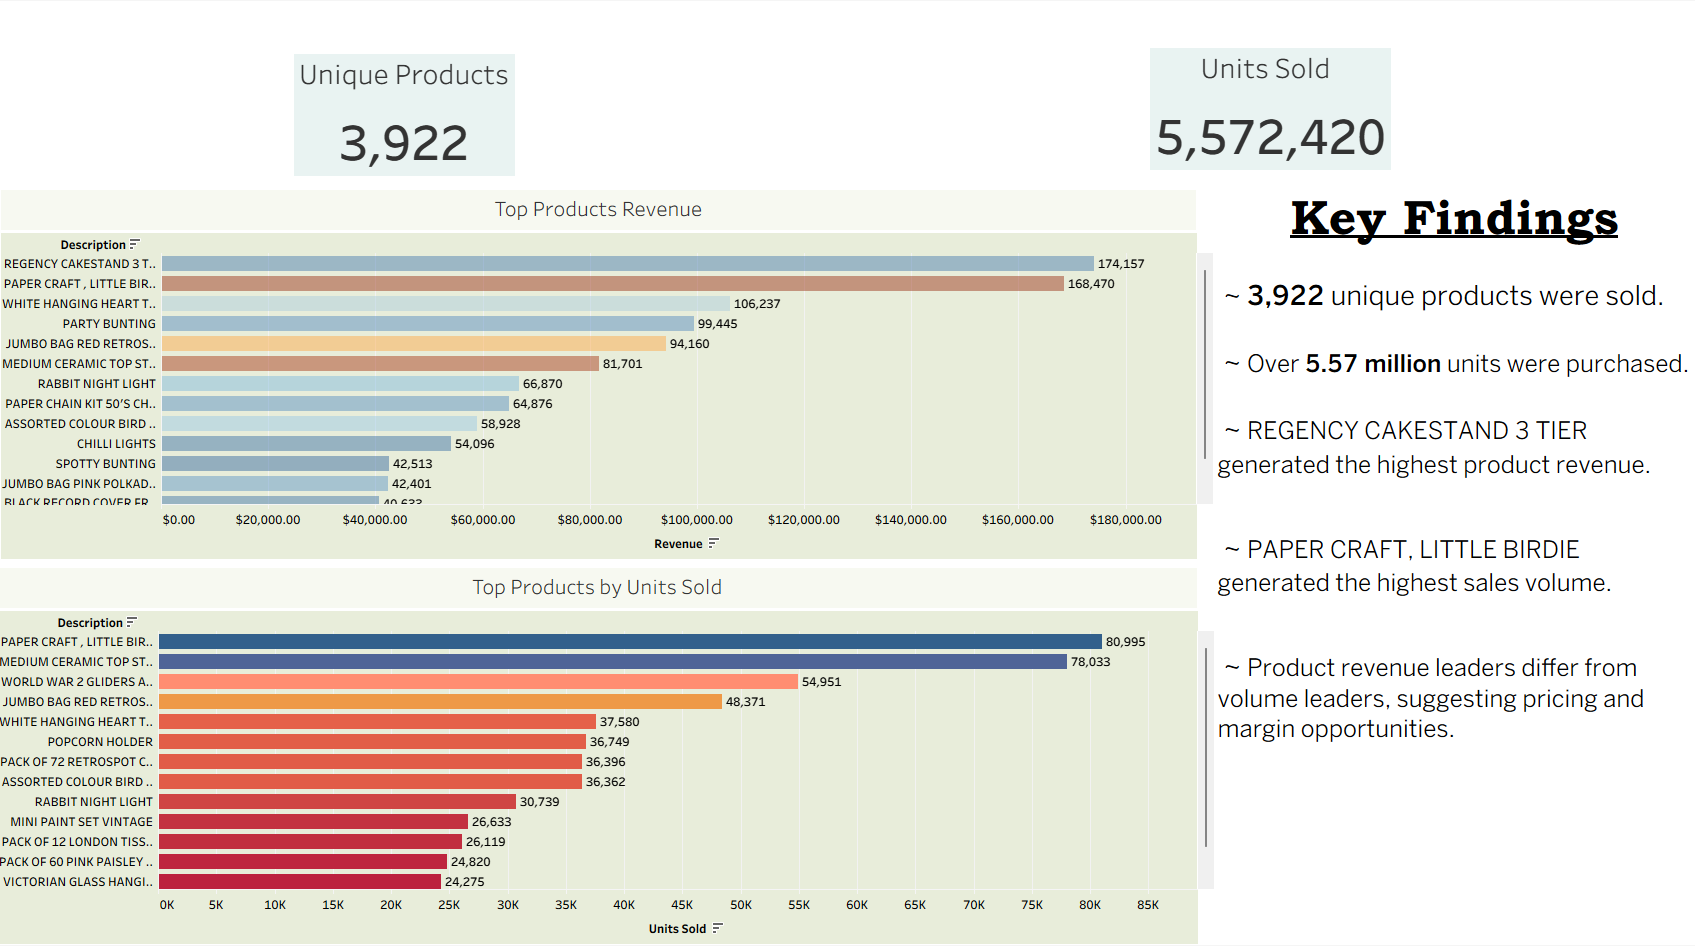 Unique Products
3,922
Units Sold
5,572,420
Top Products Revenue
Description
REGENCY CAKESTAND 3 T.. 174,157
PAPER CRAFT , LITTLE BIR.. 168,470
WHITE HANGING HEART T.. 106,237
PARTY BUNTING 99,445
JUMBO BAG RED RETROS.. 94,160
MEDIUM CERAMIC TOP ST.. 81,701
RABBIT NIGHT LIGHT 66,870
PAPER CHAIN KIT 50'S CH.. 64,876
ASSORTED COLOUR BIRD .. 58,928
CHILLI LIGHTS 54,096
SPOTTY BUNTING 42,513
JUMBO BAG PINK POLKAD.. 42,401
BLACK RECORD COVER FR..
$0.00 $20,000.00 $40,000.00 $60,000.00 $80,000.00 $100,000.00 $120,000.00 $140,000.00 $160,000.00 $180,000.00
Revenue
Top Products by Units Sold
Description
PAPER CRAFT , LITTLE BIR.. 80,995
MEDIUM CERAMIC TOP ST.. 78,033
WORLD WAR 2 GLIDERS A.. 54,951
JUMBO BAG RED RETROS.. 48,371
WHITE HANGING HEART T.. 37,580
POPCORN HOLDER 36,749
PACK OF 72 RETROSPOT C.. 36,396
ASSORTED COLOUR BIRD .. 36,362
RABBIT NIGHT LIGHT 30,739
MINI PAINT SET VINTAGE 26,633
PACK OF 12 LONDON TISS.. 26,119
PACK OF 60 PINK PAISLEY .. 24,820
VICTORIAN GLASS HANGI.. 24,275
0K 5K 10K 15K 20K 25K 30K 35K 40K 45K 50K 55K 60K 65K 70K 75K 80K 85K
Units Sold
Key Findings
~ 3,922 unique products were sold.
~ Over 5.57 million units were purchased.
~ REGENCY CAKESTAND 3 TIER
generated the highest product revenue.
~ PAPER CRAFT, LITTLE BIRDIE
generated the highest sales volume.
~ Product revenue leaders differ from
volume leaders, suggesting pricing and
margin opportunities.